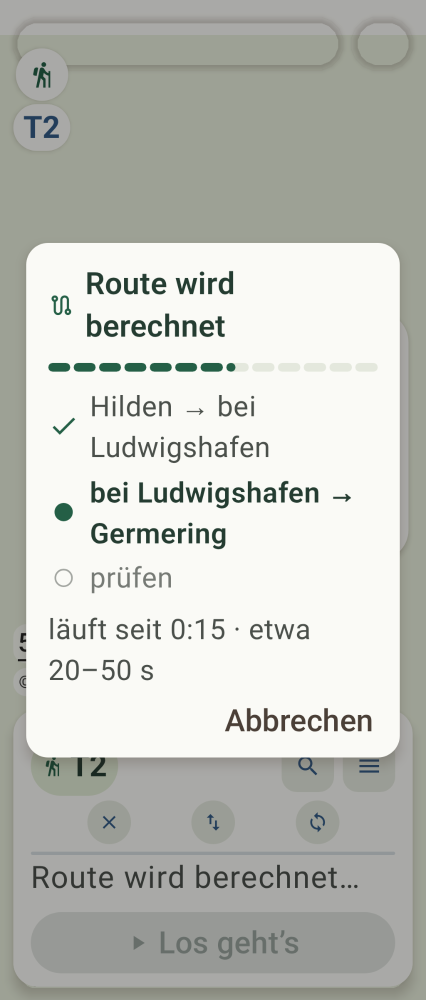 T2
Route wird
berechnet
Hilden → bei
Ludwigshafen
bei Ludwigshafen →
Germering
prüfen
läuft seit 0:15 · etwa
20–50 s
Abbrechen
T2
Route wird berechnet...
Los geht's